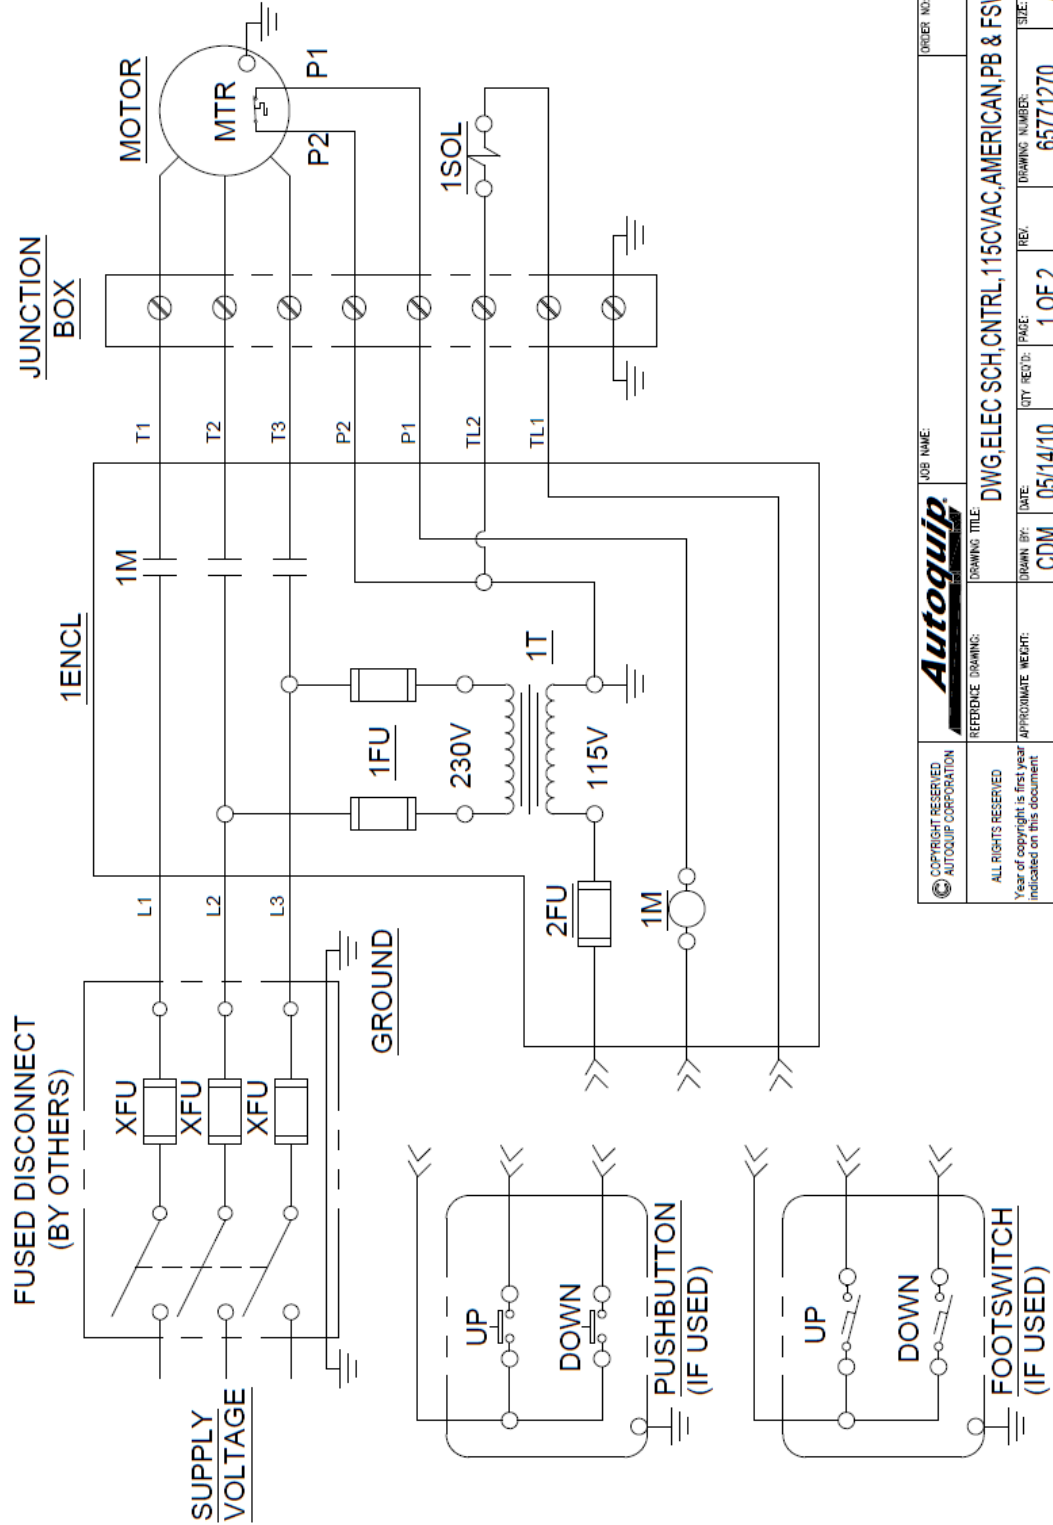 FUSED DISCONNECT
(BY OTHERS)
SUPPLY
VOLTAGE
XFU
XFU
XFU
GROUND
L1
L2
L3
1ENCL
1M
1FU
230V
1T
115V
2FU
1M
T1
T2
T3
P2
P1
TL2
TL1
JUNCTION
BOX
MOTOR
MTR
P1
P2
1SOL
UP
DOWN
PUSHBUTTON
(IF USED)
UP
DOWN
FOOTSWITCH
(IF USED)
© COPYRIGHT RESERVED
AUTOQUIP CORPORATION
ALL RIGHTS RESERVED
Year of copyright is first year
indicated on this document
Autoquip
JOB NAME:
ORDER NO:
REFERENCE DRAWING:
DRAWING TITLE:
DWG,ELEC SCH,CNTRL,115CVAC,AMERICAN,PB & FSW
APPROXIMATE WEIGHT:
DRAWN BY:
CDM
DATE:
05/14/10
QTY REQ'D:
PAGE:
1 OF 2
REV.
DRAWING NUMBER:
65771270
SIZE: